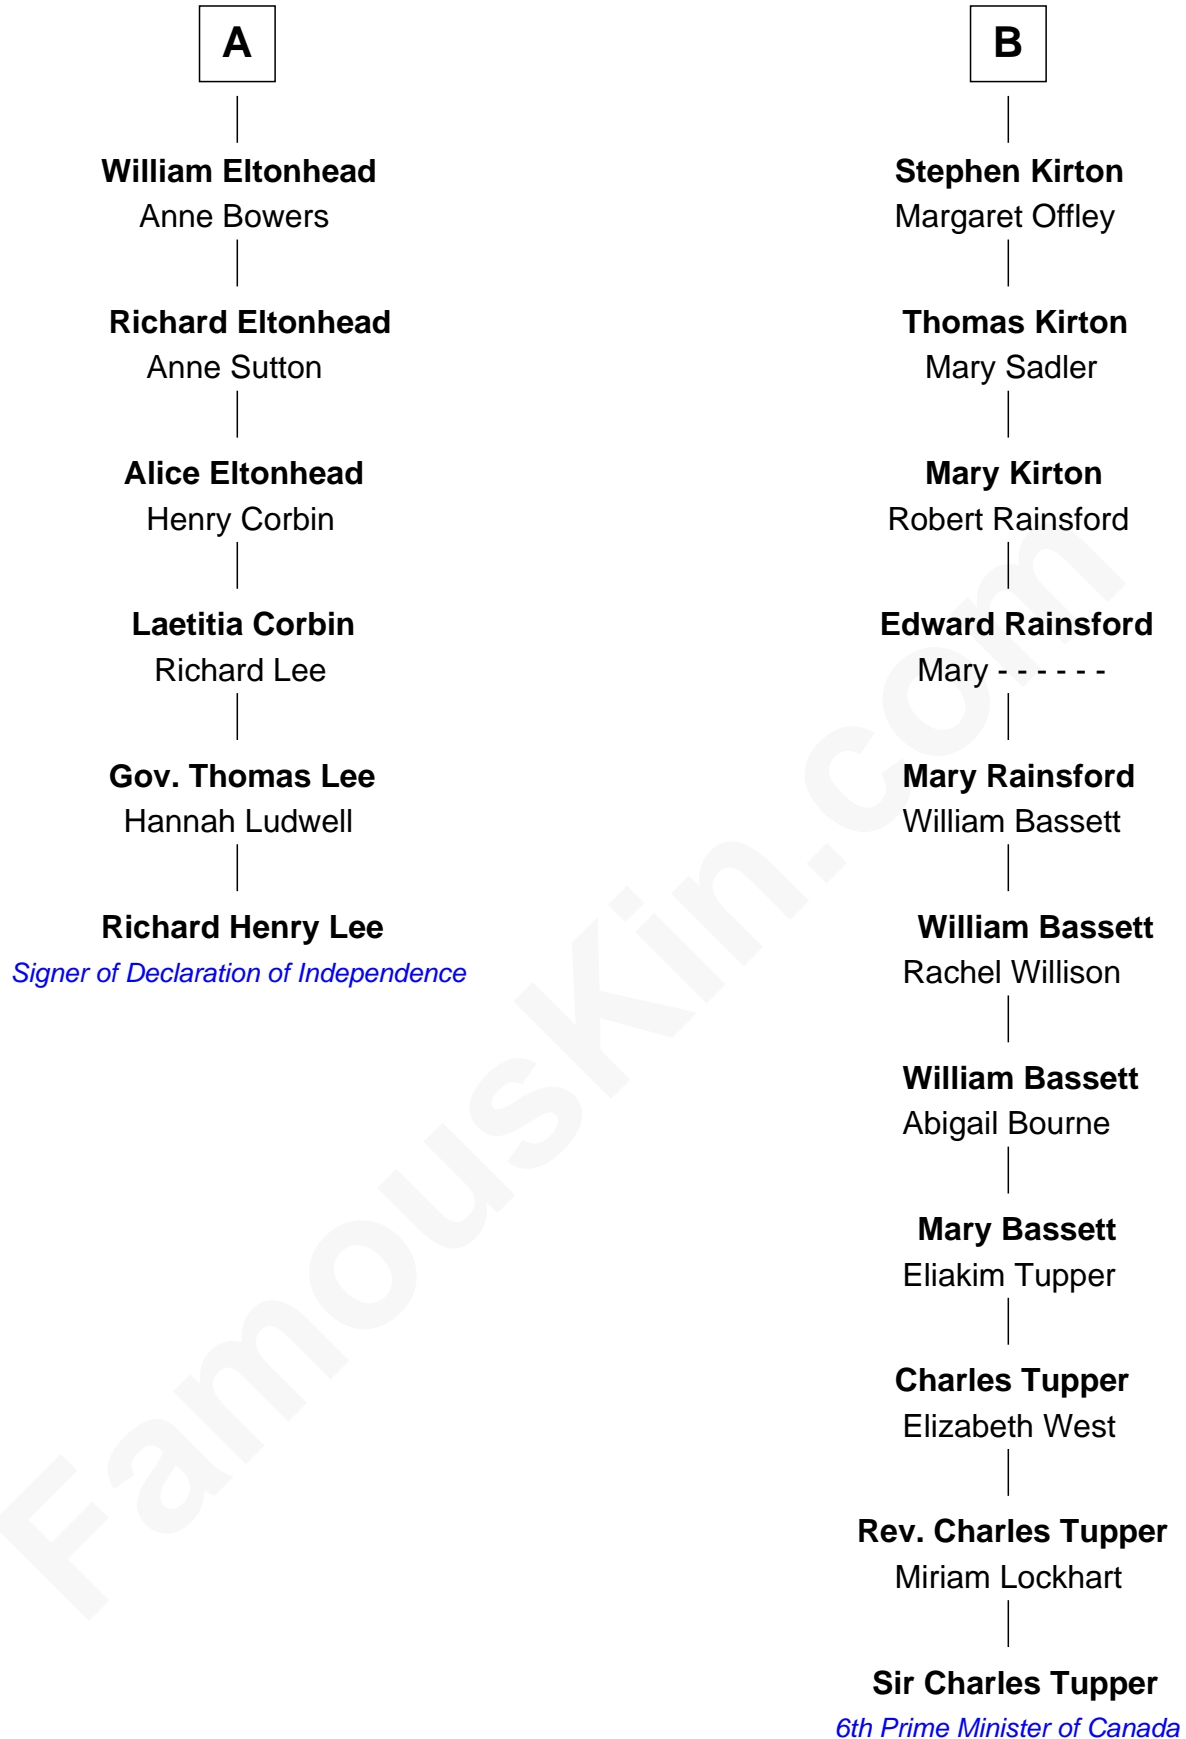 A
William Eltonhead
Anne Bowers
Richard Eltonhead
Anne Sutton
Alice Eltonhead
Henry Corbin
Laetitia Corbin
Richard Lee
Gov. Thomas Lee
Hannah Ludwell
Richard Henry Lee
Signer of Declaration of Independence
B
Stephen Kirton
Margaret Offley
Thomas Kirton
Mary Sadler
Mary Kirton
Robert Rainsford
Edward Rainsford
Mary - - - - - -
Mary Rainsford
William Bassett
William Bassett
Rachel Willison
William Bassett
Abigail Bourne
Mary Bassett
Eliakim Tupper
Charles Tupper
Elizabeth West
Rev. Charles Tupper
Miriam Lockhart
Sir Charles Tupper
6th Prime Minister of Canada
FamousKin.com